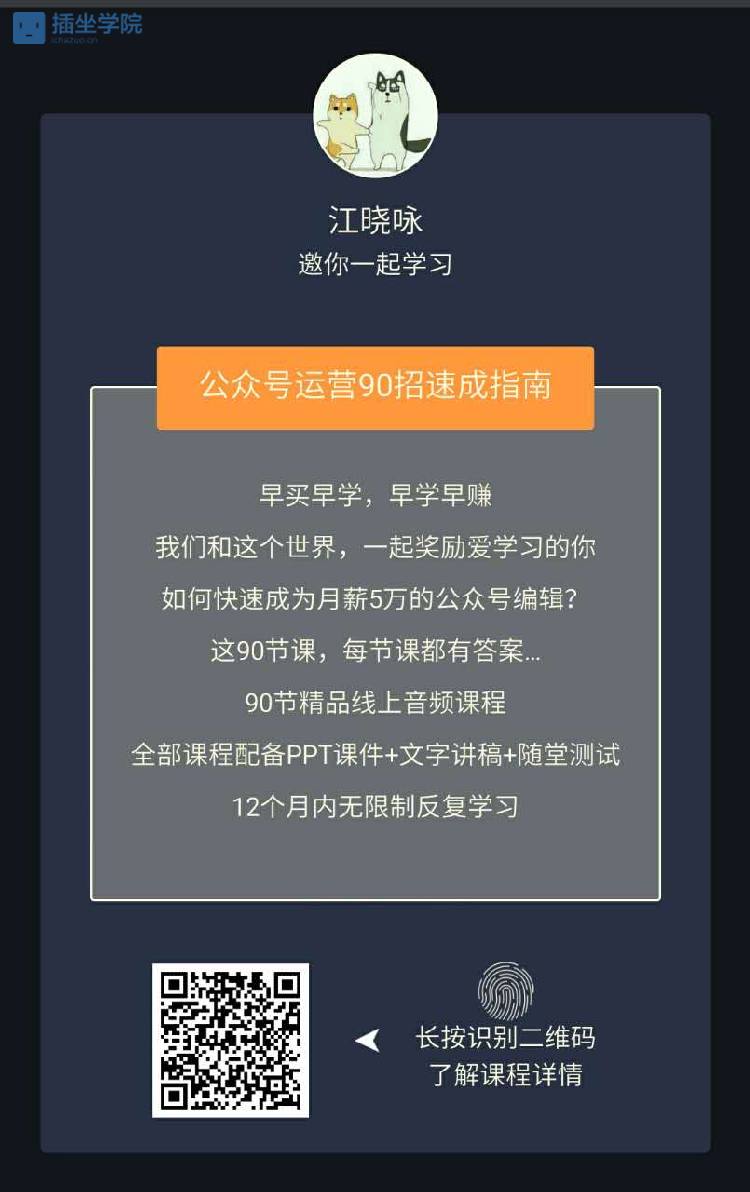 插坐学院
chazuo.cn
江晓咏
邀你一起学习
公众号运营90招速成指南
早买早学，早学早赚
我们和这个世界，一起奖励爱学习的你
如何快速成为月薪5万的公众号编辑？
这90节课，每节课都有答案...
90节精品线上音频课程
全部课程配备PPT课件+文字讲稿+随堂测试
12个月内无限制反复学习
长按识别二维码
了解课程详情